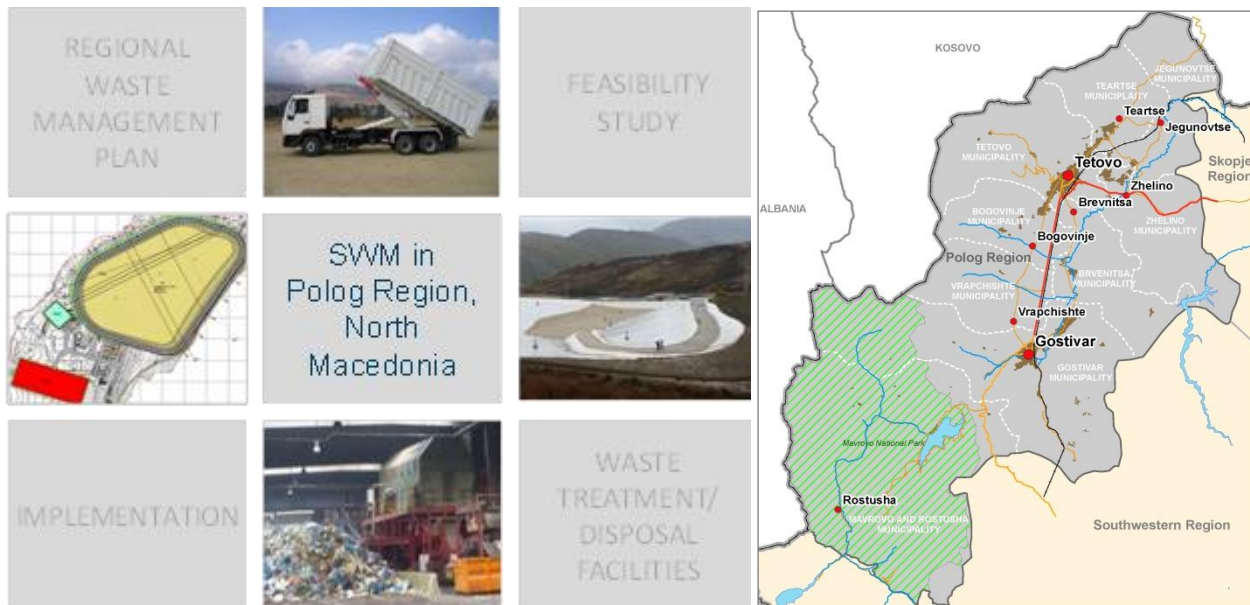 REGIONAL
WASTE
MANAGEMENT
PLAN
FEASIBILITY
STUDY
SWM in
Polog Region,
North
Macedonia
IMPLEMENTATION
WASTE
TREATMENT/
DISPOSAL
FACILITIES
KOSOVO
JEGUNOVTSE
MUNICIPALITY
TEARTSE
MUNICIPLAITY
Teartse
Jegunovtse
TETOVO
MUNICIPALITY
Tetovo
Skopje
Region
Zhelino
Brevnitsa
ALBANIA
BOGOVINJE
MUNICIPALITY
ZHELINO
MUNICIPALITY
Bogovinje
Polog Region
BRVENITSA
MUNICIPALITY
VRAPCHISHTE
MUNICIPALITY
Vrapchishte
Gostivar
GOSTIVAR
MUNICIPALITY
Mavrovo National Park
Rostusha
MAVROVO AND ROSTUSHA
MUNICIPALITY
Southwestern Region